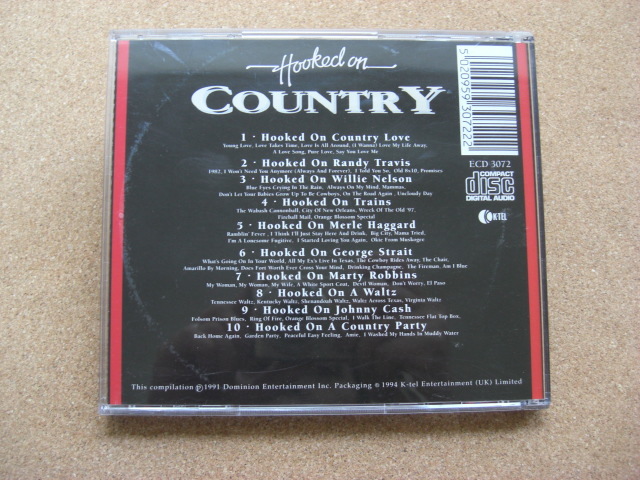 Hooked on
COUNTRY
1 · Hooked On Country Love
Young Love, Love Takes Time, Love Is All Around, (I Wanna) Love My Life Away,
A Love Song, Pure Love, Say You Love Me
2 · Hooked On Randy Travis
1982, I Won't Need You Anymore (Always And Forever), I Told You So, Old 8x10, Promises
3 · Hooked On Willie Nelson
Blue Eyes Crying In The Rain, Always On My Mind, Mammas,
Don't Let Your Babies Grow Up To Be Cowboys, On The Road Again, Uncloudy Day
4 · Hooked On Trains
The Wabash Cannonball, City Of New Orleans, Wreck Of The Old '97,
Fireball Mail, Orange Blossom Special
5 · Hooked On Merle Haggard
Ramblin' Fever, I Think I'll Just Stay Here And Drink, Big City, Mama Tried,
I'm A Lonesome Fugitive, I Started Loving You Again, Okie From Muskogee
6 · Hooked On George Strait
What's Going On In Your World, All My Ex's Live In Texas, The Cowboy Rides Away, The Chair,
Amarillo By Morning, Does Fort Worth Ever Cross Your Mind, Drinking Champagne, The Fireman, Am I Blue
7 · Hooked On Marty Robbins
My Woman, My Woman, My Wife, A White Sport Coat, Devil Woman, Don't Worry, El Paso
8 · Hooked On A Waltz
Tennessee Waltz, Kentucky Waltz, Shenandoah Waltz, Waltz Across Texas, Virginia Waltz
9 · Hooked On Johnny Cash
Folsom Prison Blues, Ring Of Fire, Orange Blossom Special, I Walk The Line, Tennessee Flat Top Box,
10 · Hooked On A Country Party
Back Home Again, Garden Party, Peaceful Easy Feeling, Amie, I Washed My Hands In Muddy Water
This compilation ℗ 1991 Dominion Entertainment Inc. Packaging © 1994 K-tel Entertainment (UK) Limited
5 020959 307222
ECD 3072
COMPACT
disc
DIGITAL AUDIO
K-TEL